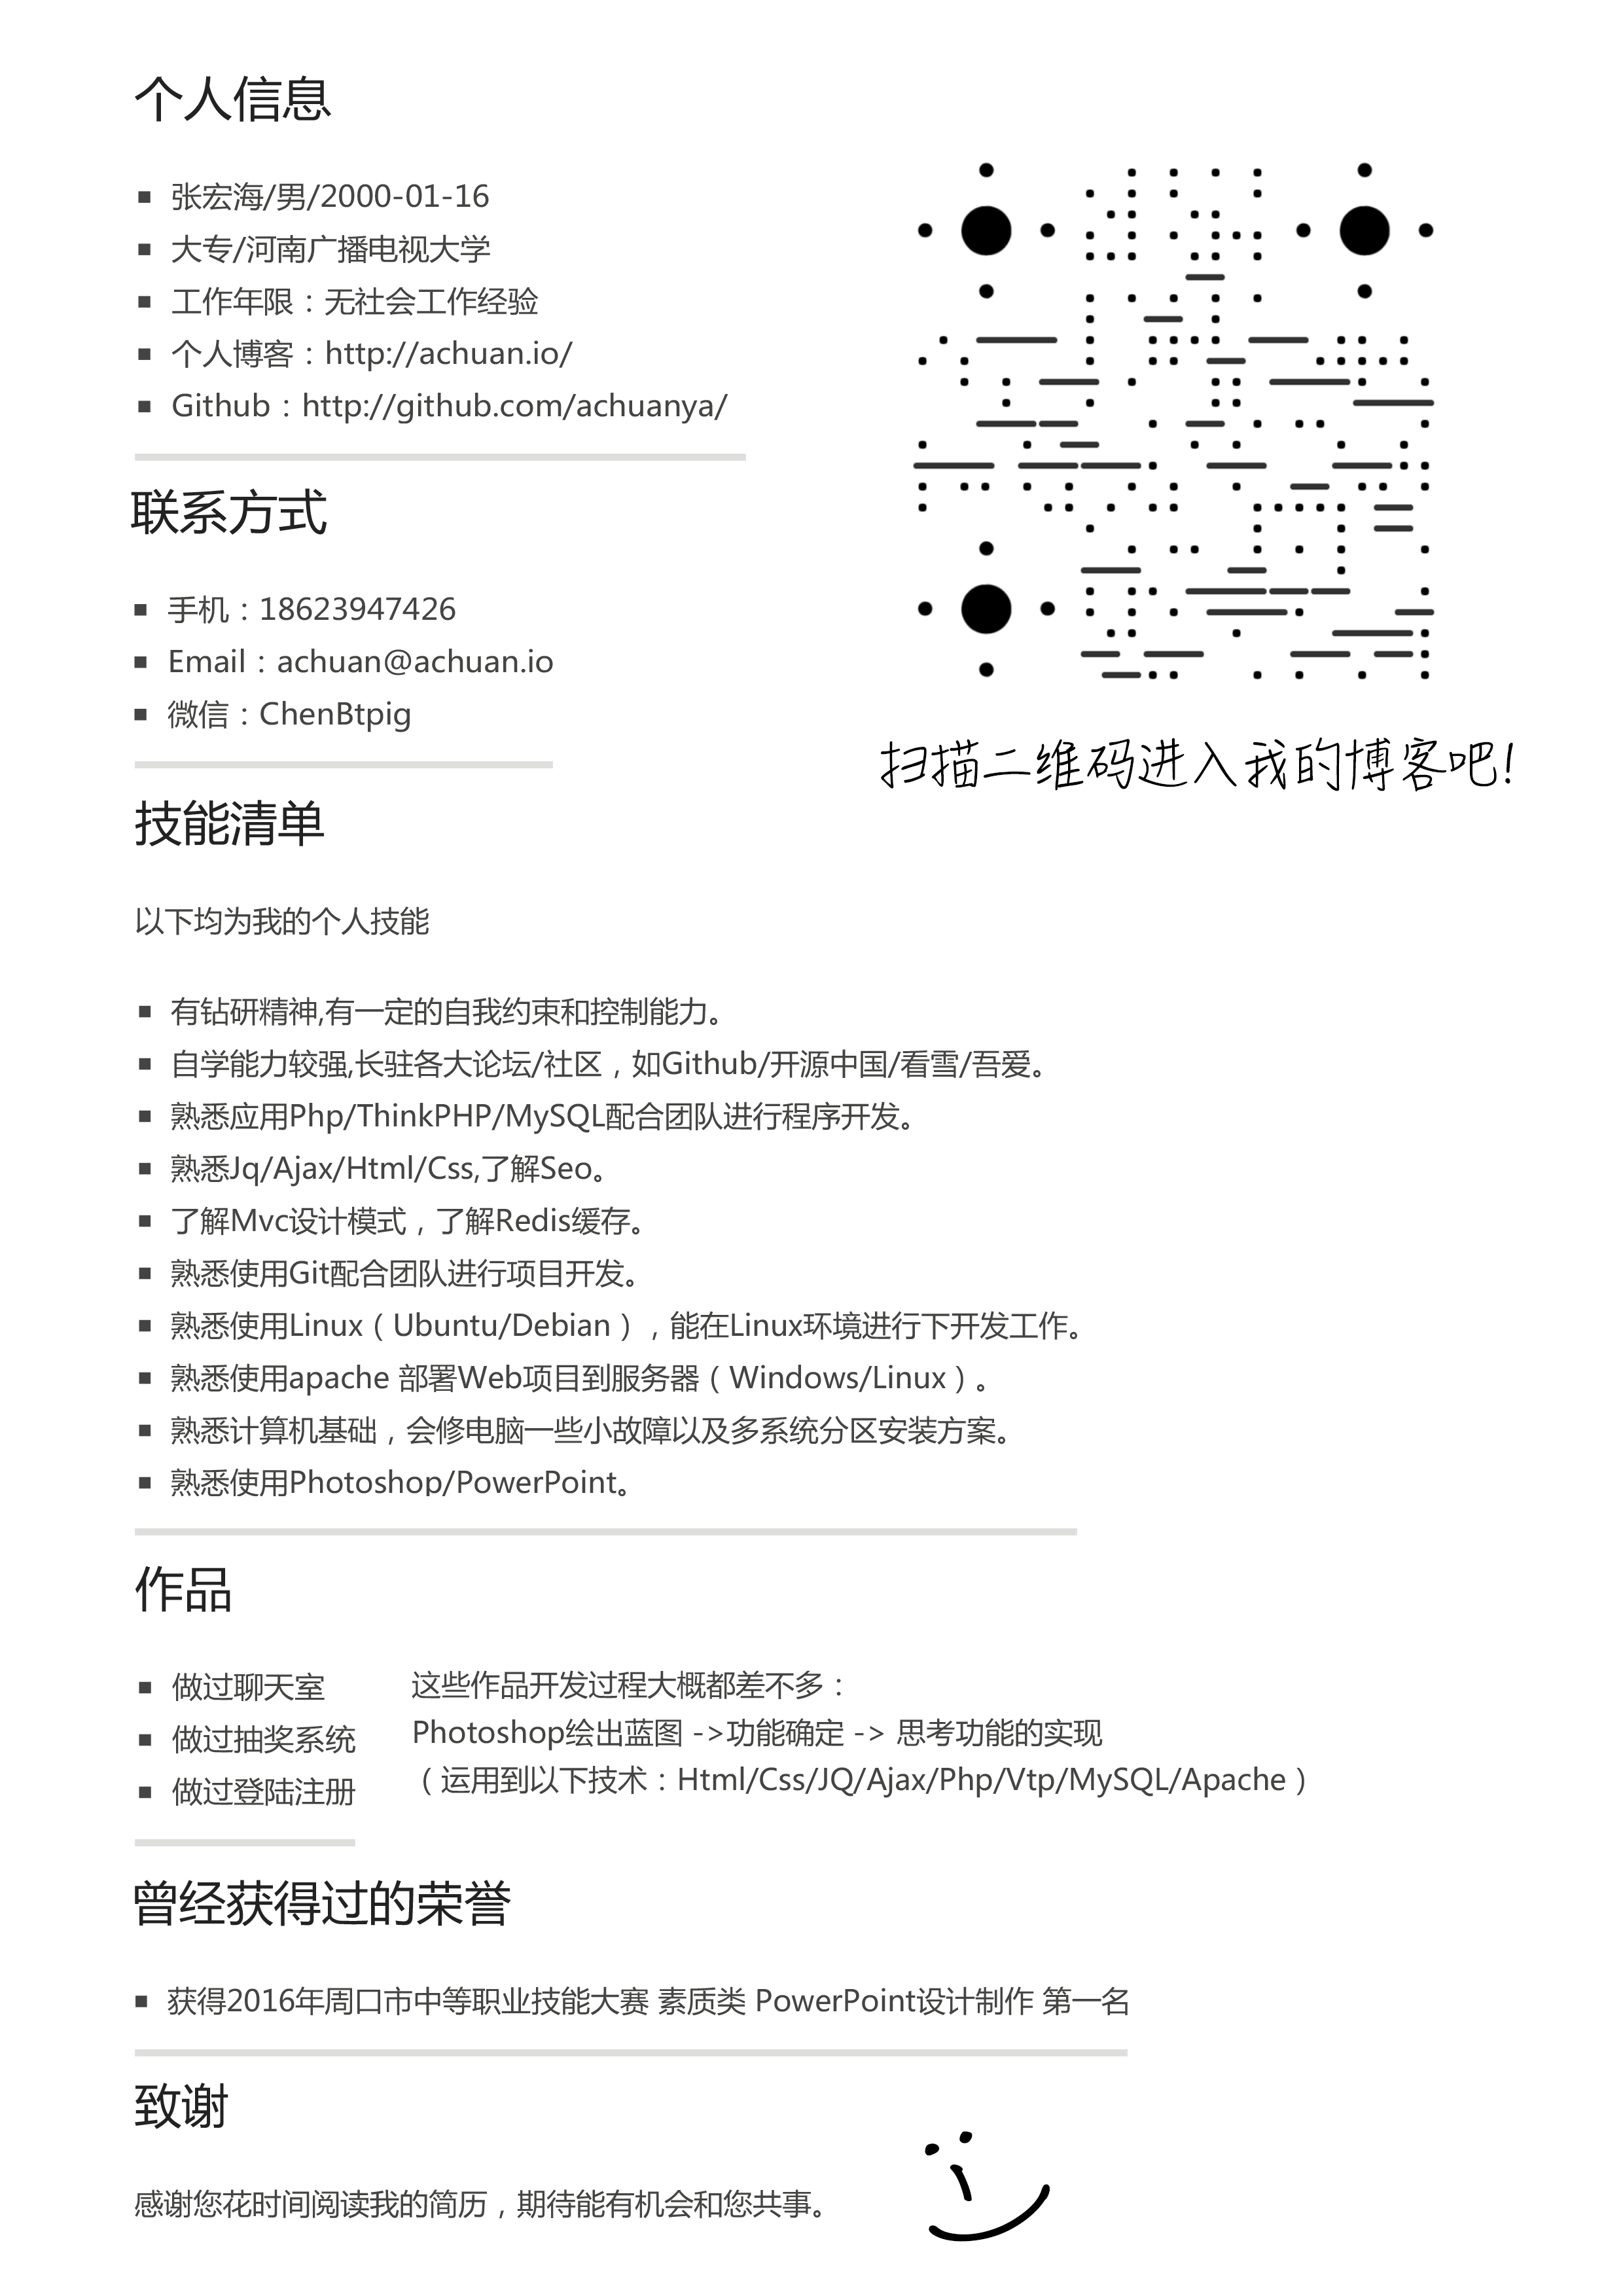 个人信息
张宏海/男/2000-01-16
大专/河南广播电视大学
工作年限：无社会工作经验
个人博客：http://achuan.io/
Github：http://github.com/achuanya/
联系方式
手机：18623947426
Email：achuan@achuan.io
微信：ChenBtpig
扫描二维码进入我的博客吧!
技能清单
以下均为我的个人技能
有钻研精神,有一定的自我约束和控制能力。
自学能力较强,长驻各大论坛/社区，如Github/开源中国/看雪/吾爱。
熟悉应用Php/ThinkPHP/MySQL配合团队进行程序开发。
熟悉Jq/Ajax/Html/Css,了解Seo。
了解Mvc设计模式，了解Redis缓存。
熟悉使用Git配合团队进行项目开发。
熟悉使用Linux（Ubuntu/Debian），能在Linux环境进行下开发工作。
熟悉使用apache 部署Web项目到服务器（Windows/Linux）。
熟悉计算机基础，会修电脑一些小故障以及多系统分区安装方案。
熟悉使用Photoshop/PowerPoint。
作品
做过聊天室
做过抽奖系统
做过登陆注册
这些作品开发过程大概都差不多：
Photoshop绘出蓝图 ->功能确定 -> 思考功能的实现
（运用到以下技术：Html/Css/JQ/Ajax/Php/Vtp/MySQL/Apache）
曾经获得过的荣誉
获得2016年周口市中等职业技能大赛 素质类 PowerPoint设计制作 第一名
致谢
感谢您花时间阅读我的简历，期待能有机会和您共事。